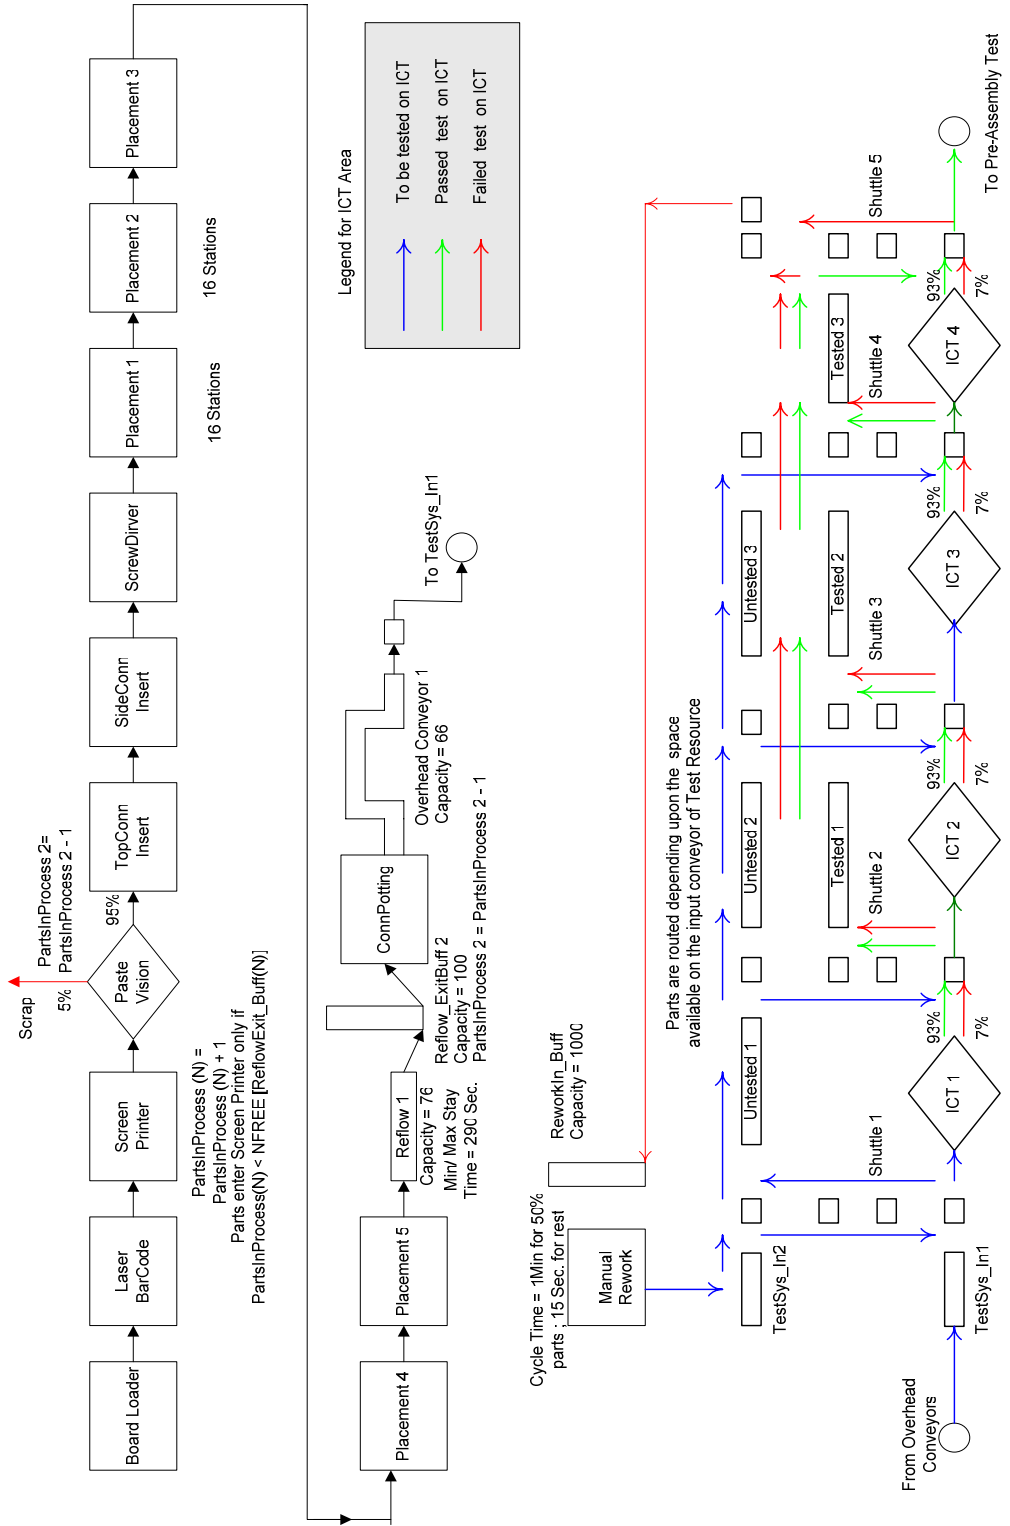 Board Loader
Laser
BarCode
Screen
Printer
PartsInProcess (N) =
PartsInProcess (N) + 1
Parts enter Screen Printer only if
PartsInProcess(N) < NFREE [ReflowExit_Buff(N)]
Paste
Vision
Scrap
5%
PartsInProcess 2=
PartsInProcess 2 - 1
95%
TopConn
Insert
SideConn
Insert
ScrewDirver
Placement 1
16 Stations
Placement 2
16 Stations
Placement 3
Placement 4
Placement 5
Reflow 1
Capacity = 76
Min/ Max Stay
Time = 290 Sec.
Reflow_ExitBuff 2
Capacity = 100
PartsInProcess 2 = PartsInProcess 2 - 1
ConnPotting
Overhead Conveyor 1
Capacity = 66
To TestSys_In1
Legend for ICT Area
To be tested on ICT
Passed test on ICT
Failed test on ICT
Cycle Time = 1Min for 50%
parts ; 15 Sec. for rest
Manual
Rework
ReworkIn_Buff
Capacity = 1000
Parts are routed depending upon the space
available on the input conveyor of Test Resource
TestSys_In2
Untested 1
Untested 2
Untested 3
Tested 1
Tested 2
Tested 3
Shuttle 1
Shuttle 2
Shuttle 3
Shuttle 4
Shuttle 5
From Overhead
Conveyors
TestSys_In1
ICT 1
93%
7%
ICT 2
93%
7%
ICT 3
93%
7%
ICT 4
93%
7%
To Pre-Assembly Test